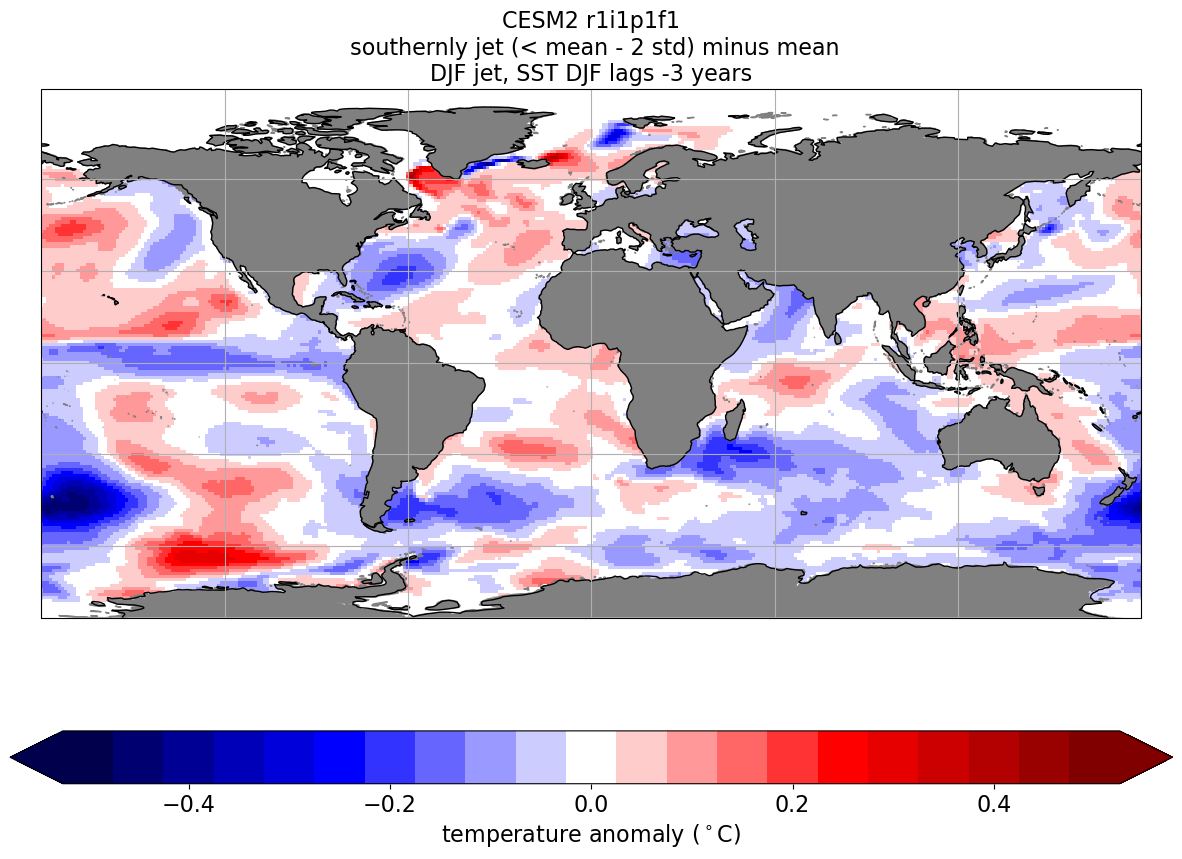 CESM2 r1i1p1f1
southernly jet (< mean - 2 std) minus mean
DJF jet, SST DJF lags -3 years
−0.4 −0.2 0.0 0.2 0.4
temperature anomaly (°C)